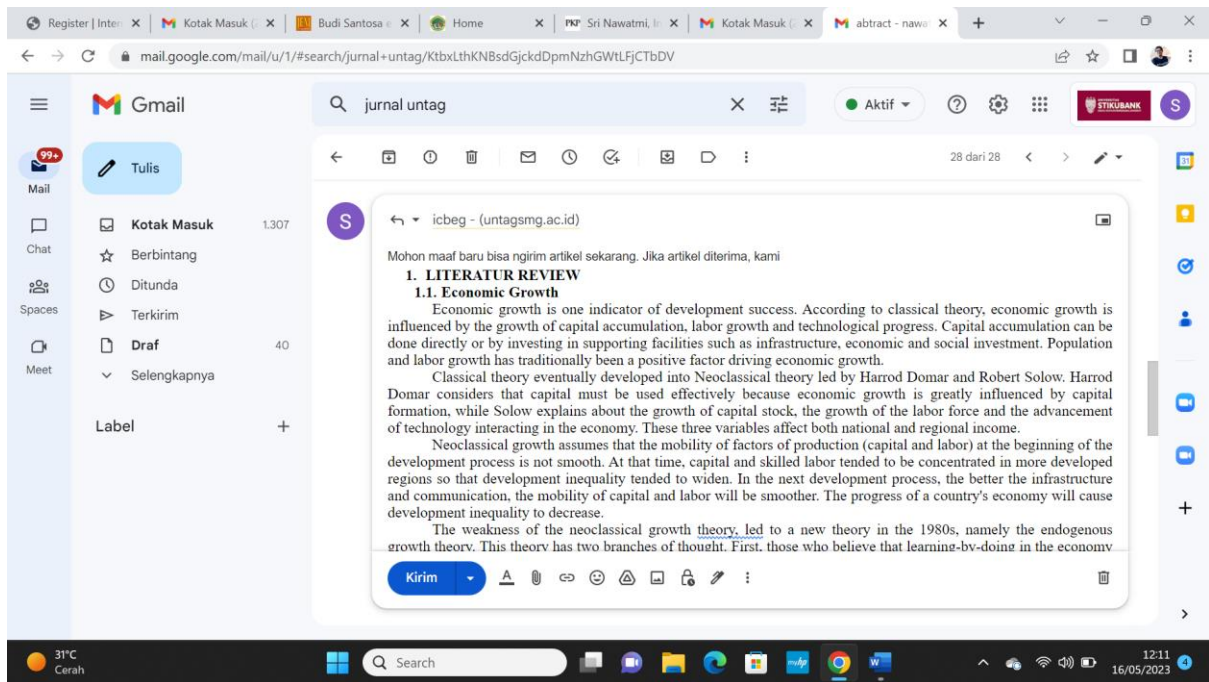 Register | Inter
Kotak Masuk (
Budi Santosa e
Home
PKP Sri Nawatmi, I
Kotak Masuk (
abtract - nawa
mail.google.com/mail/u/1/#search/jurnal+untag/KtbxLthKNBsdGjckdDpmNzhGWtLFjCTbDV
Gmail
jurnal untag
Aktif
STIKUBANK
S
99+
Mail
Tulis
28 dari 28
31
Chat
Spaces
Meet
Kotak Masuk 1.307
Berbintang
Ditunda
Terkirim
Draf 40
Selengkapnya
Label
S
icbeg - (untagsmg.ac.id)
Mohon maaf baru bisa ngirim artikel sekarang. Jika artikel diterima, kami
1. LITERATUR REVIEW
1.1. Economic Growth
Economic growth is one indicator of development success. According to classical theory, economic growth is
influenced by the growth of capital accumulation, labor growth and technological progress. Capital accumulation can be
done directly or by investing in supporting facilities such as infrastructure, economic and social investment. Population
and labor growth has traditionally been a positive factor driving economic growth.
Classical theory eventually developed into Neoclassical theory led by Harrod Domar and Robert Solow. Harrod
Domar considers that capital must be used effectively because economic growth is greatly influenced by capital
formation, while Solow explains about the growth of capital stock, the growth of the labor force and the advancement
of technology interacting in the economy. These three variables affect both national and regional income.
Neoclassical growth assumes that the mobility of factors of production (capital and labor) at the beginning of the
development process is not smooth. At that time, capital and skilled labor tended to be concentrated in more developed
regions so that development inequality tended to widen. In the next development process, the better the infrastructure
and communication, the mobility of capital and labor will be smoother. The progress of a country's economy will cause
development inequality to decrease.
The weakness of the neoclassical growth theory, led to a new theory in the 1980s, namely the endogenous
growth theory. This theory has two branches of thought. First, those who believe that learning-by-doing in the economy
Kirim
31°C
Cerah
Search
myhp
12:11
16/05/2023
4